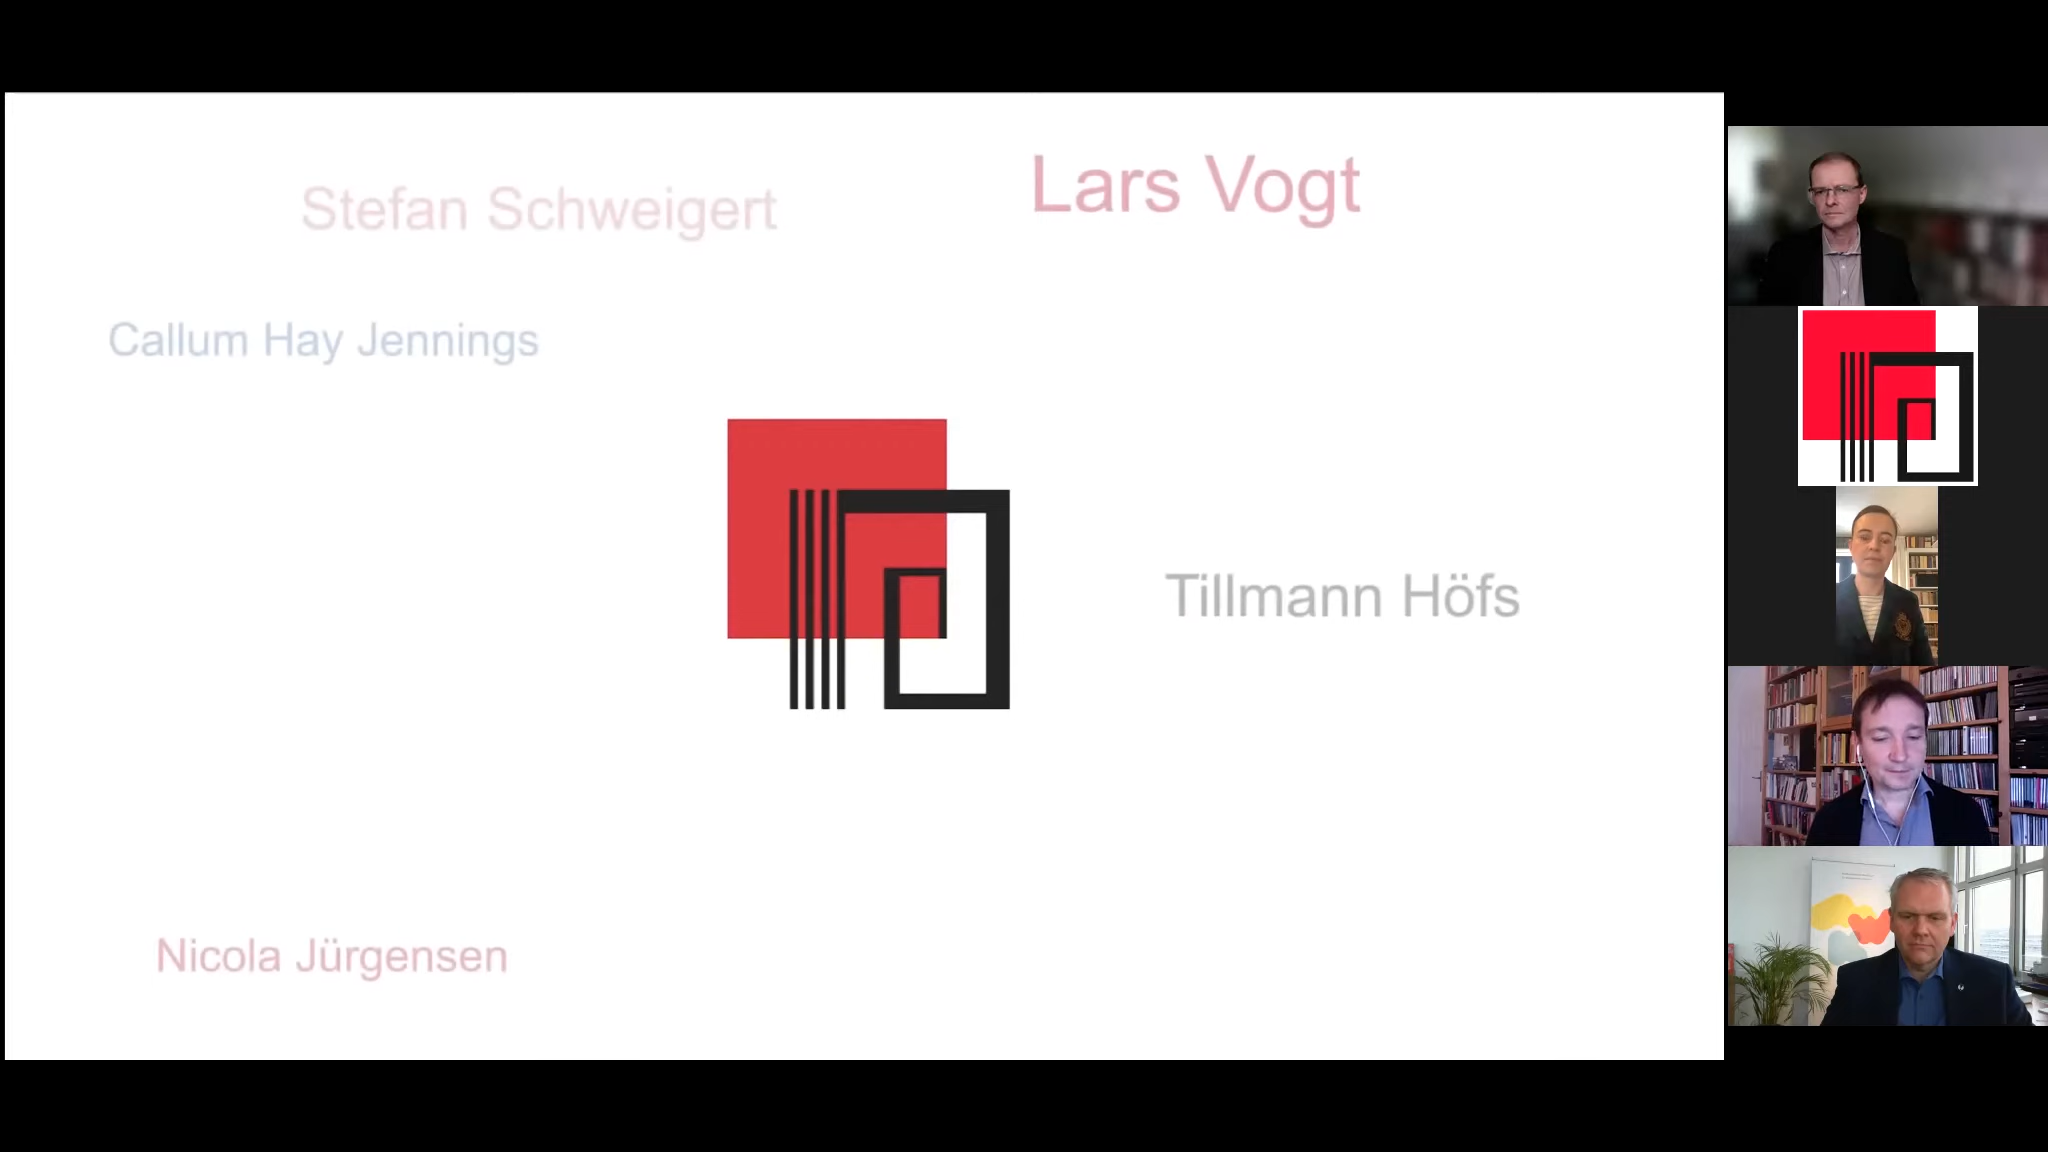 Stefan Schweigert
Lars Vogt
Callum Hay Jennings
Tillmann Höfs
Nicola Jürgensen